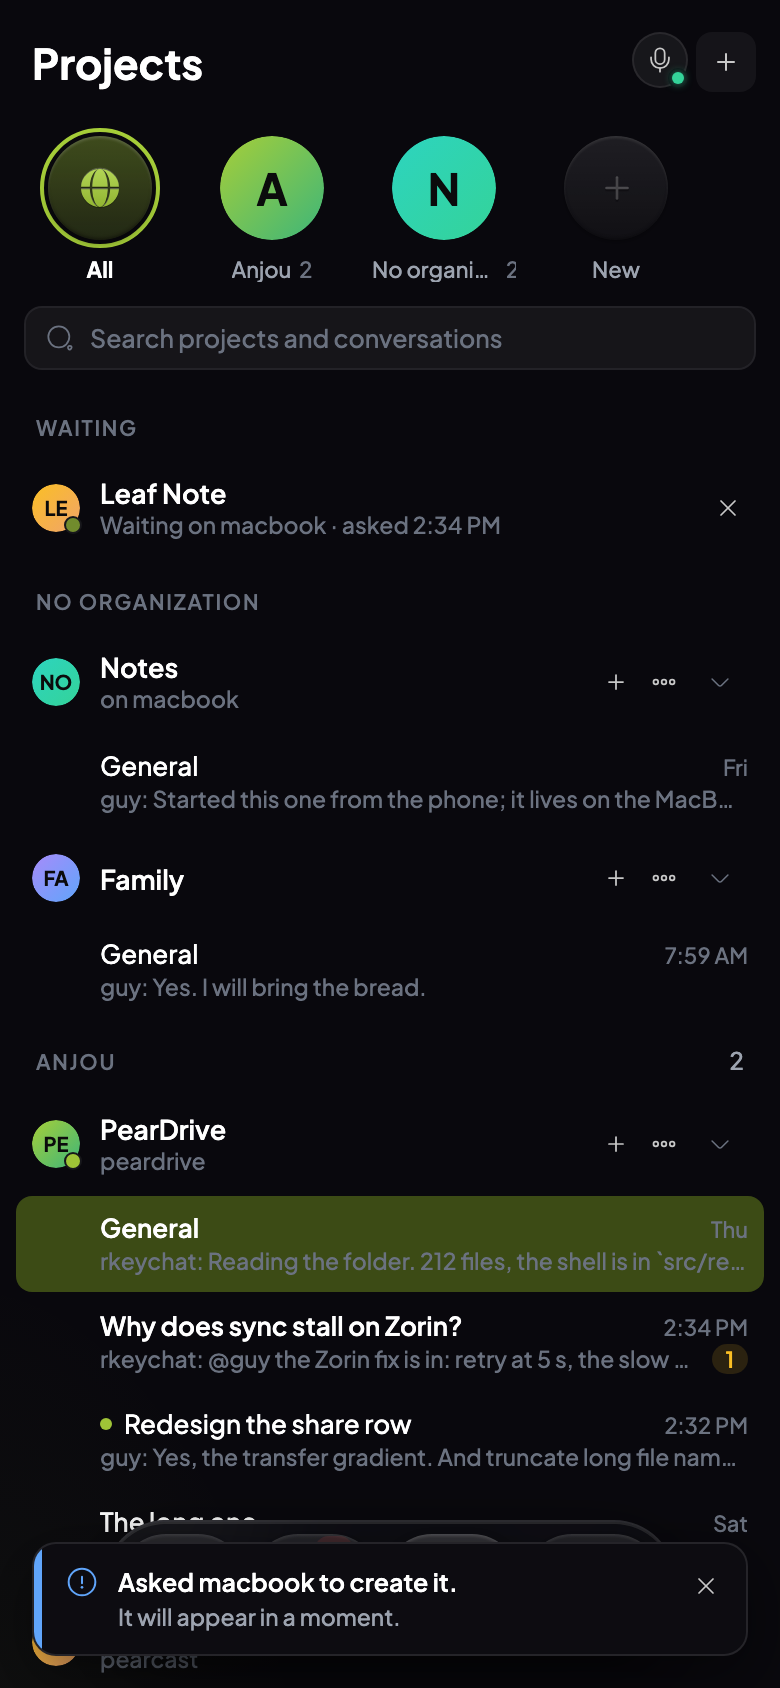 Projects
A
N
All
Anjou 2
No organi... 2
New
Search projects and conversations
WAITING
LE
Leaf Note
Waiting on macbook · asked 2:34 PM
NO ORGANIZATION
NO
Notes
on macbook
General
Fri
guy: Started this one from the phone; it lives on the MacB...
FA
Family
General
7:59 AM
guy: Yes. I will bring the bread.
ANJOU
2
PE
PearDrive
peardrive
General
Thu
rkeychat: Reading the folder. 212 files, the shell is in `src/re...
Why does sync stall on Zorin?
2:34 PM
rkeychat: @guy the Zorin fix is in: retry at 5 s, the slow ...
1
Redesign the share row
2:32 PM
guy: Yes, the transfer gradient. And truncate long file nam...
The long one
Sat
Asked macbook to create it.
It will appear in a moment.
pearcast